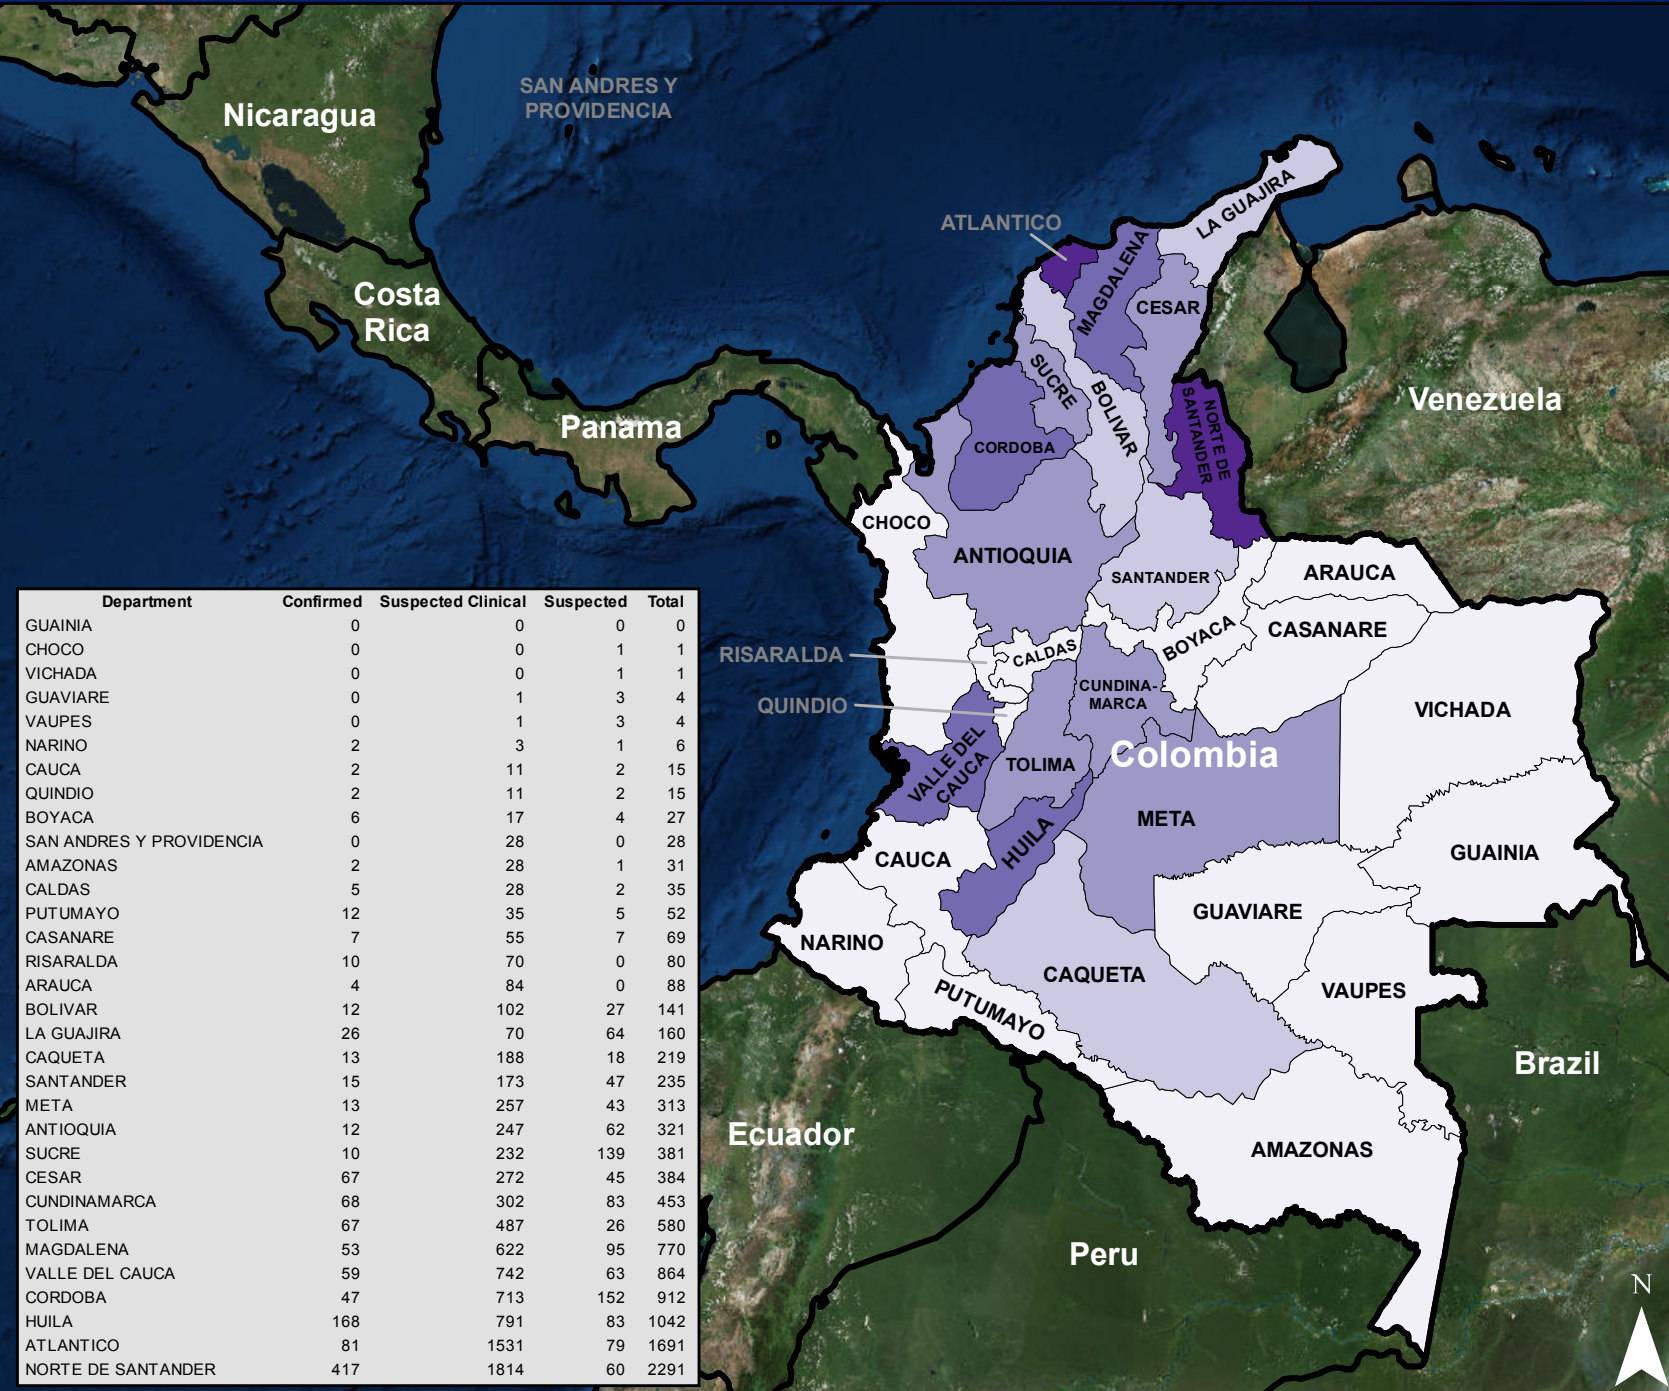 SAN ANDRES Y
PROVIDENCIA
Nicaragua
Costa
Rica
Panama
ATLANTICO
MAGDALENA
LA GUAJIRA
CESAR
SUCRE
BOLIVAR
NORTE DE
SANTANDER
Venezuela
CORDOBA
CHOCO
ANTIOQUIA
SANTANDER
ARAUCA
BOYACA
CASANARE
RISARALDA
CALDAS
QUINDIO
CUNDINA-
MARCA
VICHADA
VALLE DEL
CAUCA
TOLIMA
Colombia
META
HUILA
CAUCA
GUAINIA
GUAVIARE
NARINO
CAQUETA
VAUPES
PUTUMAYO
Brazil
Ecuador
AMAZONAS
Peru
N
Department Confirmed Suspected Clinical Suspected Total
GUAINIA 0 0 0 0
CHOCO 0 0 1 1
VICHADA 0 0 1 1
GUAVIARE 0 1 3 4
VAUPES 0 1 3 4
NARINO 2 3 1 6
CAUCA 2 11 2 15
QUINDIO 2 11 2 15
BOYACA 6 17 4 27
SAN ANDRES Y PROVIDENCIA 0 28 0 28
AMAZONAS 2 28 1 31
CALDAS 5 28 2 35
PUTUMAYO 12 35 5 52
CASANARE 7 55 7 69
RISARALDA 10 70 0 80
ARAUCA 4 84 0 88
BOLIVAR 12 102 27 141
LA GUAJIRA 26 70 64 160
CAQUETA 13 188 18 219
SANTANDER 15 173 47 235
META 13 257 43 313
ANTIOQUIA 12 247 62 321
SUCRE 10 232 139 381
CESAR 67 272 45 384
CUNDINAMARCA 68 302 83 453
TOLIMA 67 487 26 580
MAGDALENA 53 622 95 770
VALLE DEL CAUCA 59 742 63 864
CORDOBA 47 713 152 912
HUILA 168 791 83 1042
ATLANTICO 81 1531 79 1691
NORTE DE SANTANDER 417 1814 60 2291